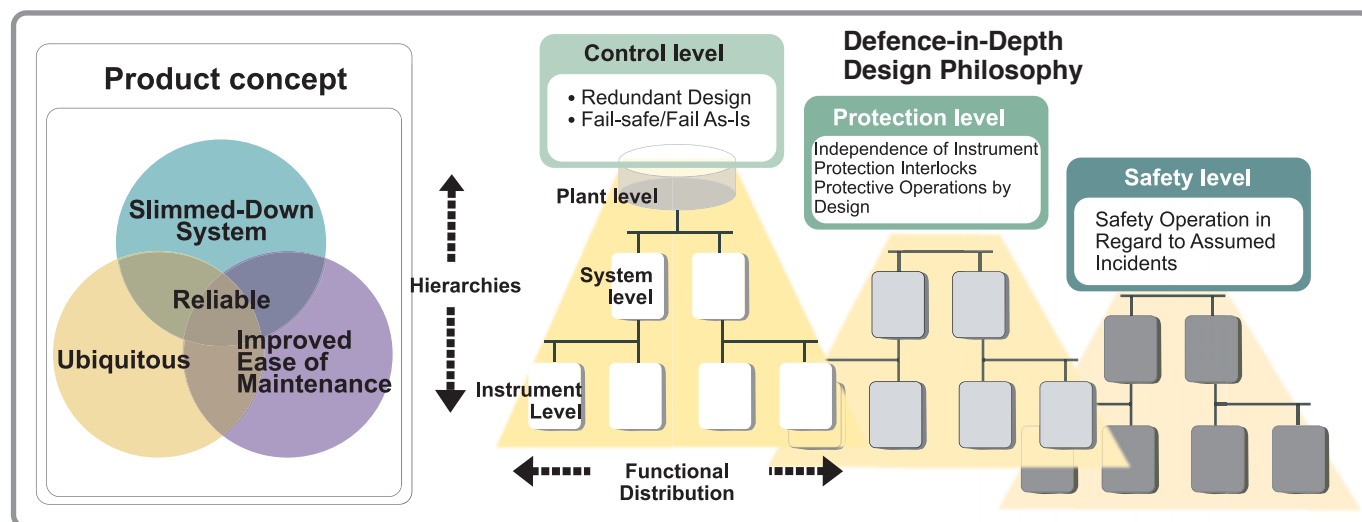 Product concept
Slimmed-Down
System
Reliable
Ubiquitous
Improved
Ease of
Maintenance
Defence-in-Depth
Design Philosophy
Control level
• Redundant Design
• Fail-safe/Fail As-Is
Protection level
Independence of Instrument
Protection Interlocks
Protective Operations by
Design
Safety level
Safety Operation in
Regard to Assumed
Incidents
Hierarchies
Plant level
System
level
Instrument
Level
Functional
Distribution